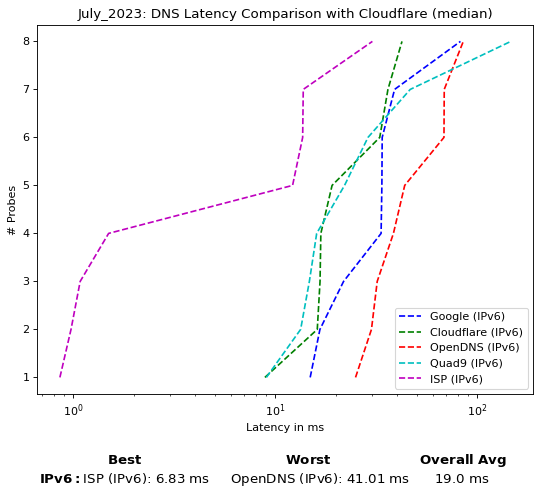 July_2023: DNS Latency Comparison with Cloudflare (median)
8
7
6
5
4
3
2
1
# Probes
10⁰
10¹
10²
Latency in ms
Google (IPv6)
Cloudflare (IPv6)
OpenDNS (IPv6)
Quad9 (IPv6)
ISP (IPv6)
Best Worst Overall Avg
IPv6: ISP (IPv6): 6.83 ms OpenDNS (IPv6): 41.01 ms 19.0 ms